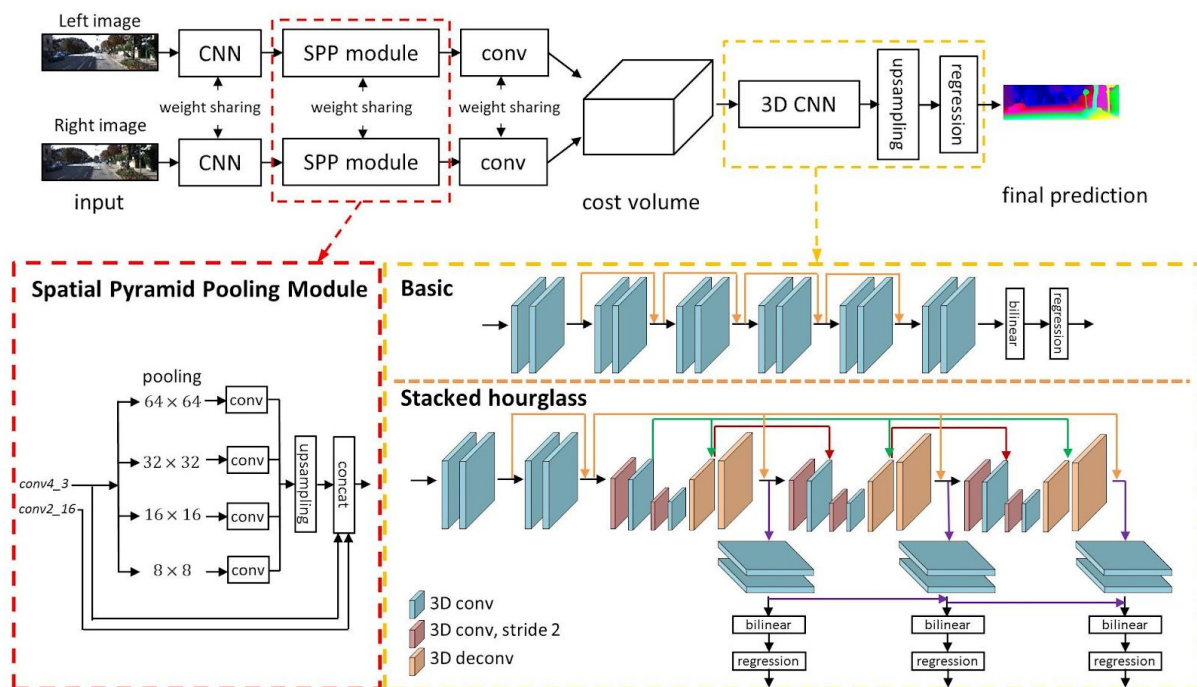 Left image
CNN
SPP module
conv
weight sharing
weight sharing
weight sharing
Right image
CNN
SPP module
conv
input
cost volume
3D CNN
upsampling
regression
final prediction
Spatial Pyramid Pooling Module
pooling
64 × 64
conv
32 × 32
conv
16 × 16
conv
8 × 8
conv
conv4_3
conv2_16
upsampling
concat
Basic
bilinear
regression
Stacked hourglass
3D conv
3D conv, stride 2
3D deconv
bilinear
bilinear
bilinear
regression
regression
regression